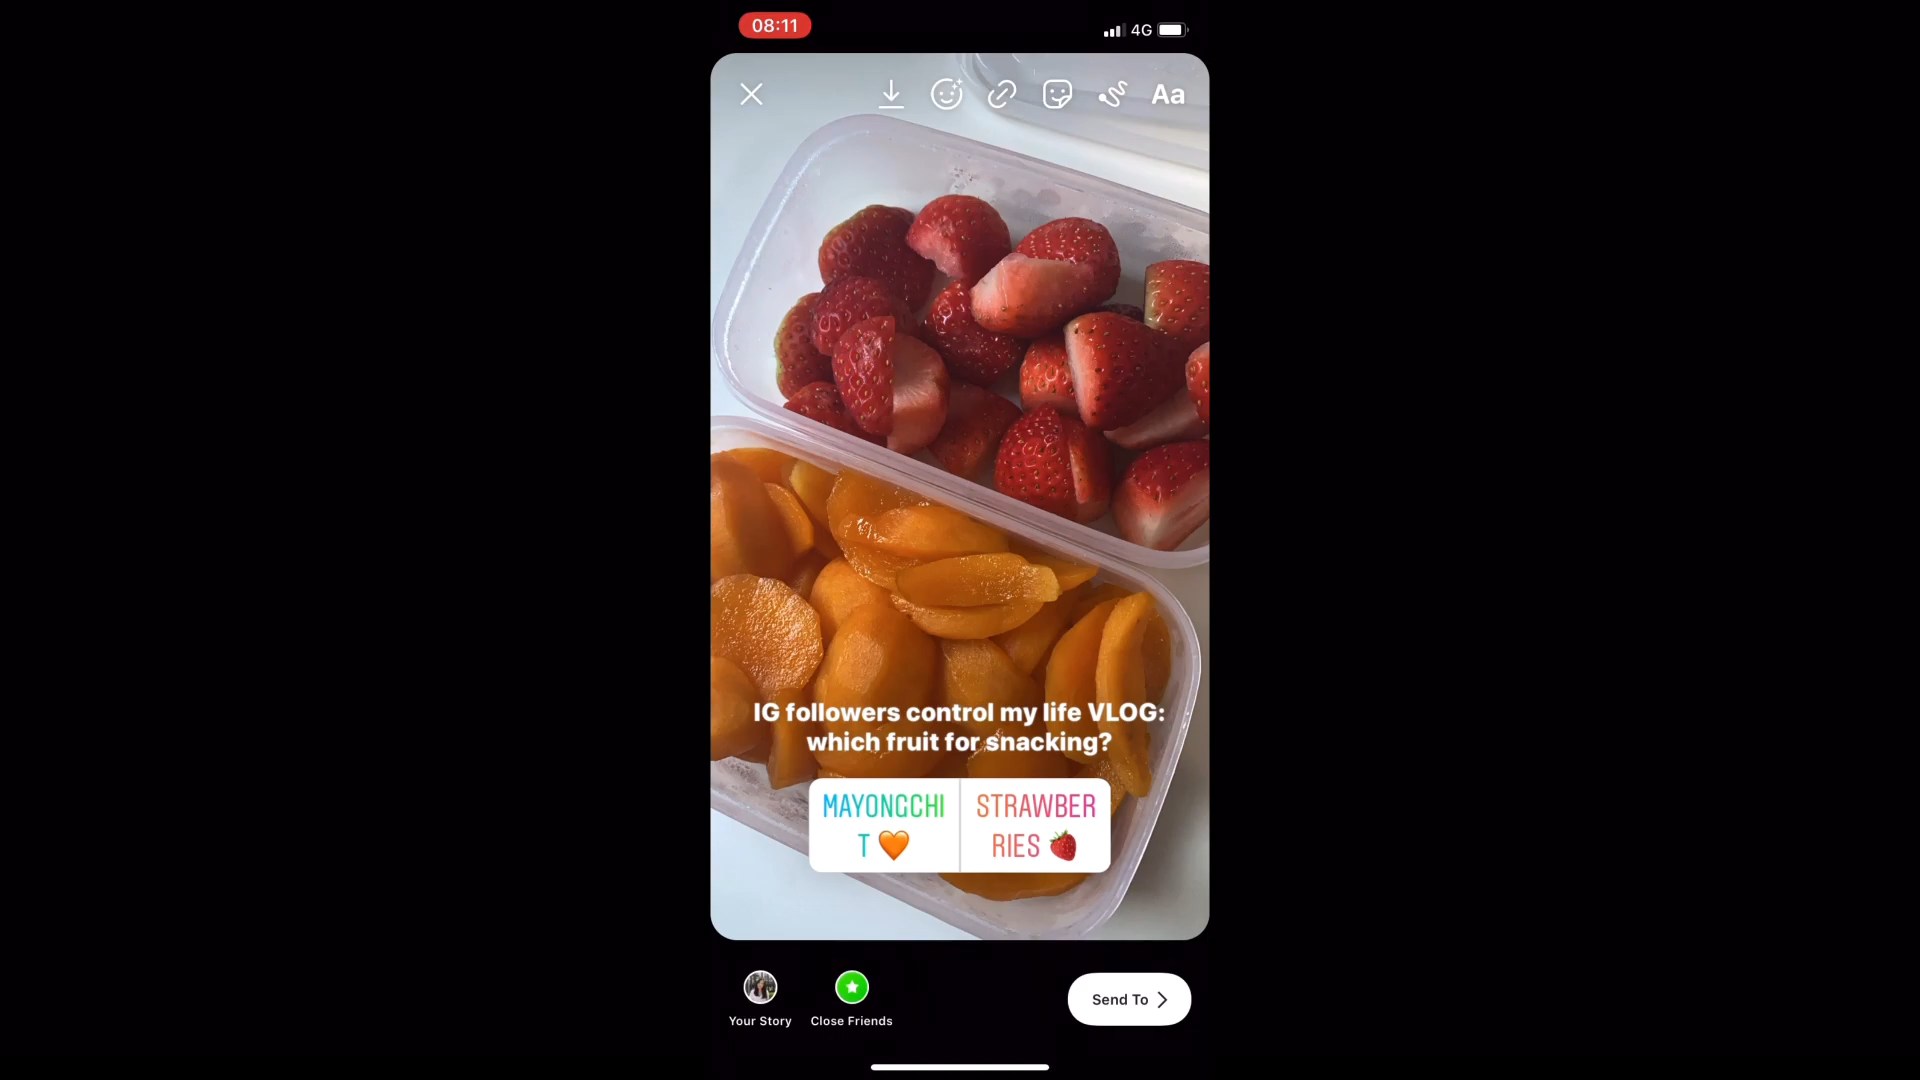 08:11
4G
Aa
IG followers control my life VLOG:
which fruit for snacking?
MAYONGCHI
T 🧡
STRAWBER
RIES 🍓
Your Story
Close Friends
Send To